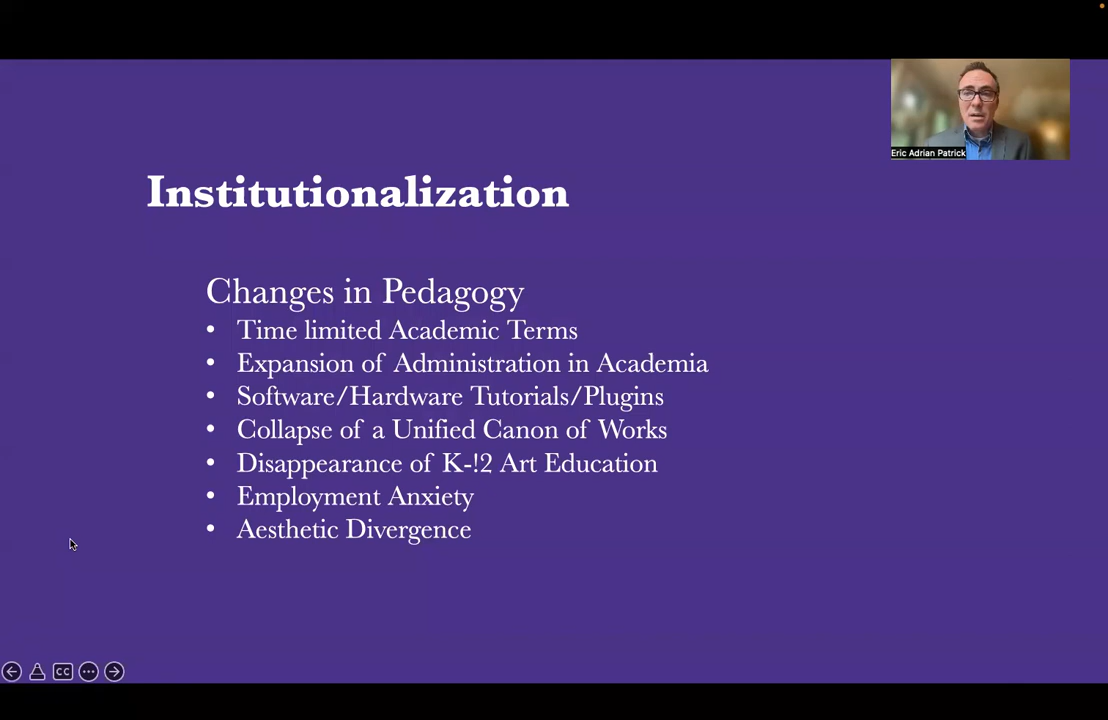 Eric Adrian Patrick
Institutionalization
Changes in Pedagogy
• Time limited Academic Terms
• Expansion of Administration in Academia
• Software/Hardware Tutorials/Plugins
• Collapse of a Unified Canon of Works
• Disappearance of K-!2 Art Education
• Employment Anxiety
• Aesthetic Divergence
CC